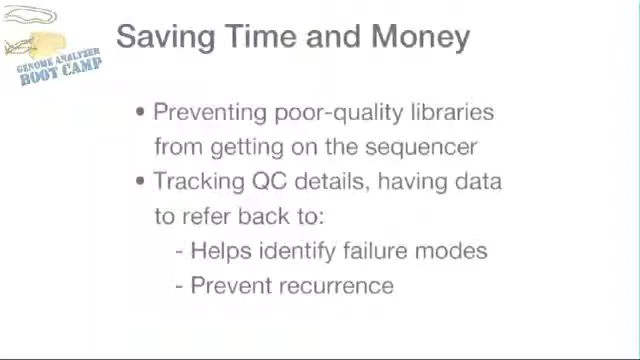 GENOME ANALYZER
BOOT CAMP
Saving Time and Money
• Preventing poor-quality libraries
from getting on the sequencer
• Tracking QC details, having data
to refer back to:
- Helps identify failure modes
- Prevent recurrence